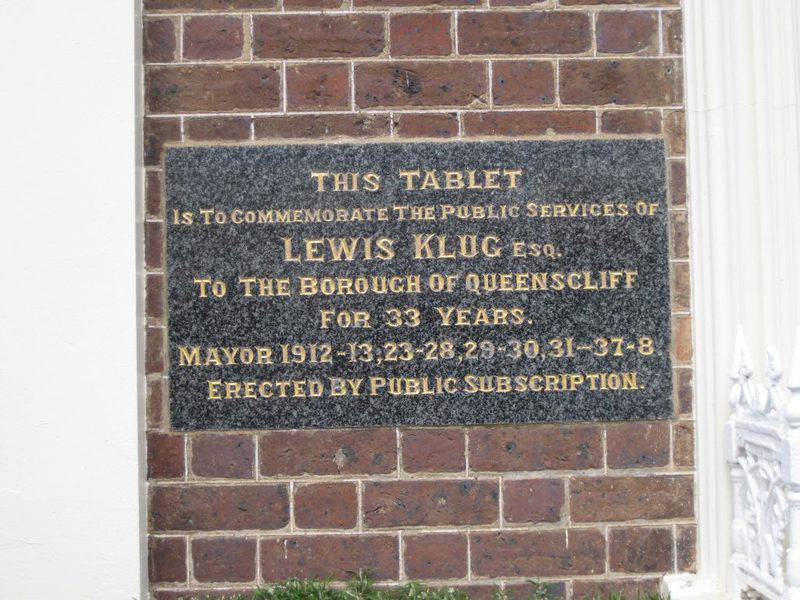 THIS TABLET
IS TO COMMEMORATE THE PUBLIC SERVICES OF
LEWIS KLUG ESQ.
TO THE BOROUGH OF QUEENSCLIFF
FOR 33 YEARS.
MAYOR 1912-13,23-28,29-30,31-37-8.
ERECTED BY PUBLIC SUBSCRIPTION.